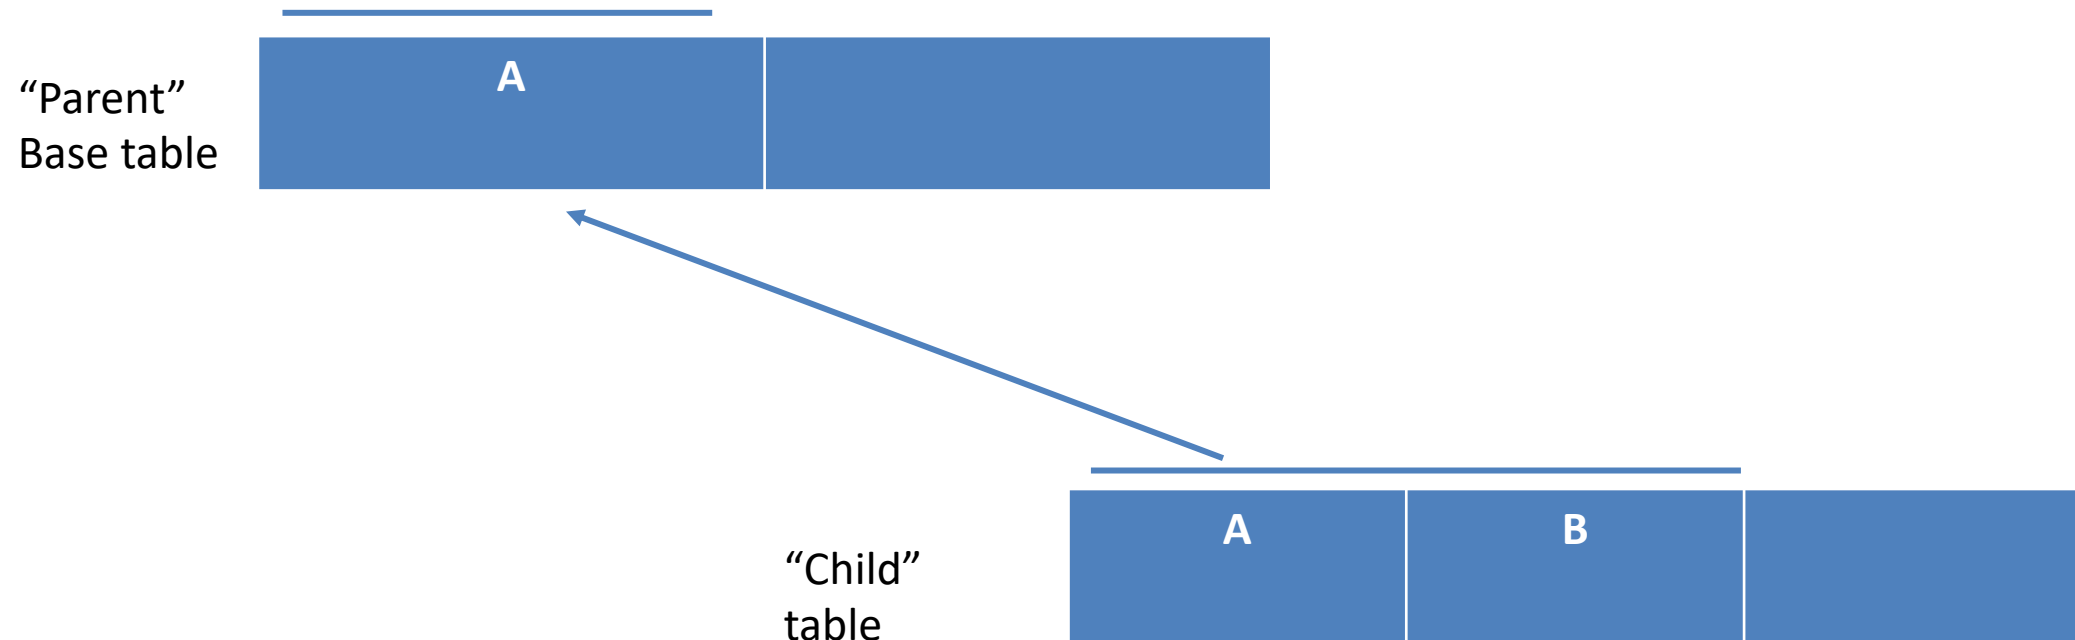 A
“Parent”
Base table
A
B
“Child”
table